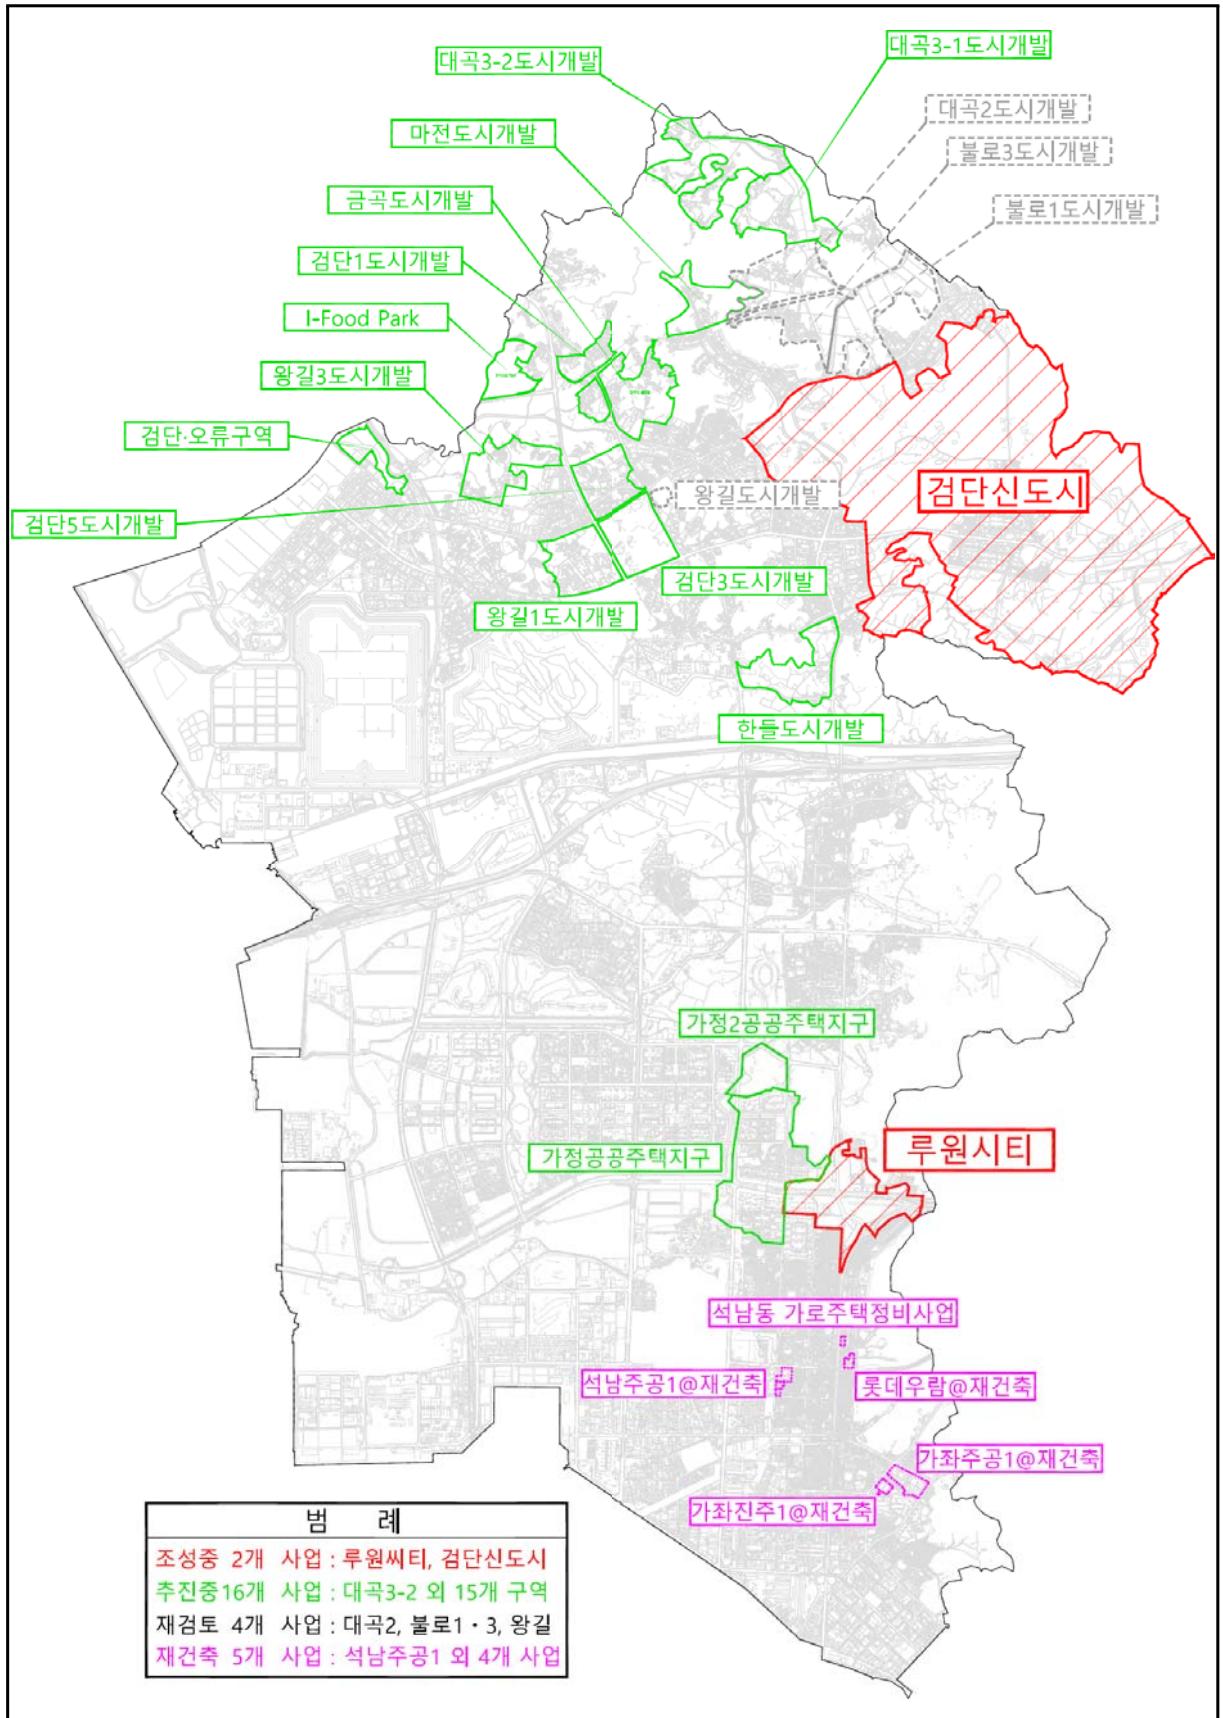 대곡3-1도시개발
대곡3-2도시개발
대곡2도시개발
마전도시개발
불로3도시개발
금곡도시개발
불로1도시개발
검단1도시개발
I-Food Park
왕길3도시개발
검단·오류구역
검단신도시
왕길도시개발
검단5도시개발
검단3도시개발
왕길1도시개발
한들도시개발
가정2공공주택지구
루원시티
가정공공주택지구
석남동 가로주택정비사업
석남주공1@재건축
롯데우람@재건축
가좌주공1@재건축
가좌진주1@재건축
범 례
조성중 2개 사업 : 루원씨티, 검단신도시
추진중16개 사업 : 대곡3-2 외 15개 구역
재검토 4개 사업 : 대곡2, 불로1·3, 왕길
재건축 5개 사업 : 석남주공1 외 4개 사업